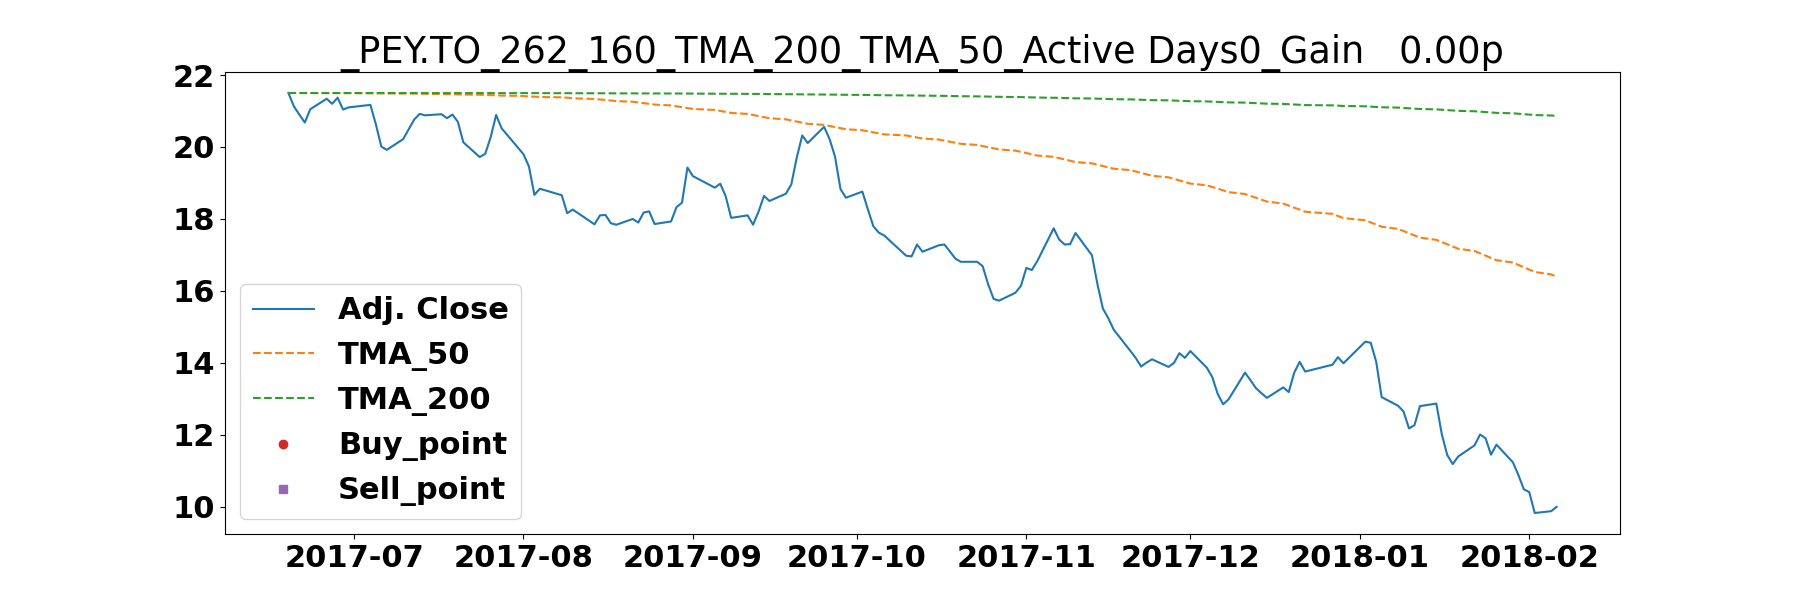 _PEY.TO_262_160_TMA_200_TMA_50_Active Days0_Gain   0.00p
22
20
18
16
14
12
10
Adj. Close
TMA_50
TMA_200
Buy_point
Sell_point
2017-07 2017-08 2017-09 2017-10 2017-11 2017-12 2018-01 2018-02